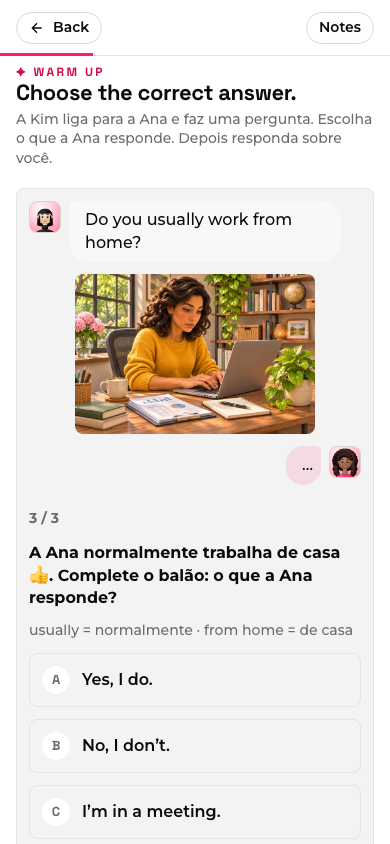 ← Back
Notes
✦ WARM UP
Choose the correct answer.
A Kim liga para a Ana e faz uma pergunta. Escolha
o que a Ana responde. Depois responda sobre
você.
Do you usually work from
home?
...
3 / 3
A Ana normalmente trabalha de casa
👍. Complete o balão: o que a Ana
responde?
usually = normalmente · from home = de casa
A Yes, I do.
B No, I don’t.
C I’m in a meeting.